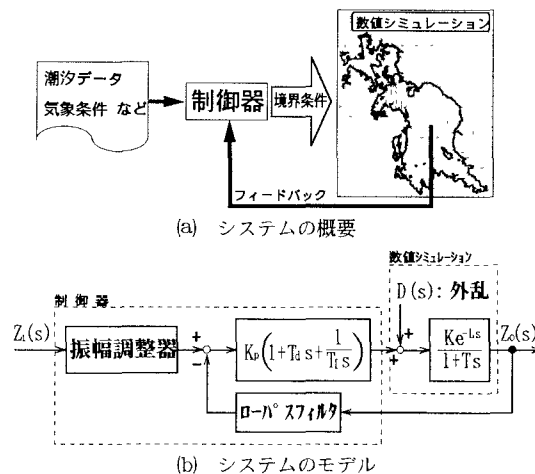 数値シミュレーション
潮汐データ
気象条件 など
制御器
境界条件
フィードバック
(a) システムの概要
数値シミュレーション
制 御 器
D(s): 外乱
Zᵢ(s)
振幅調整器
+
−
K_P(1+T_d s+1/(T_I s))
+
+
Ke^{-Ls}/(1+Ts)
Z₀(s)
ローパスフィルタ
(b) システムのモデル